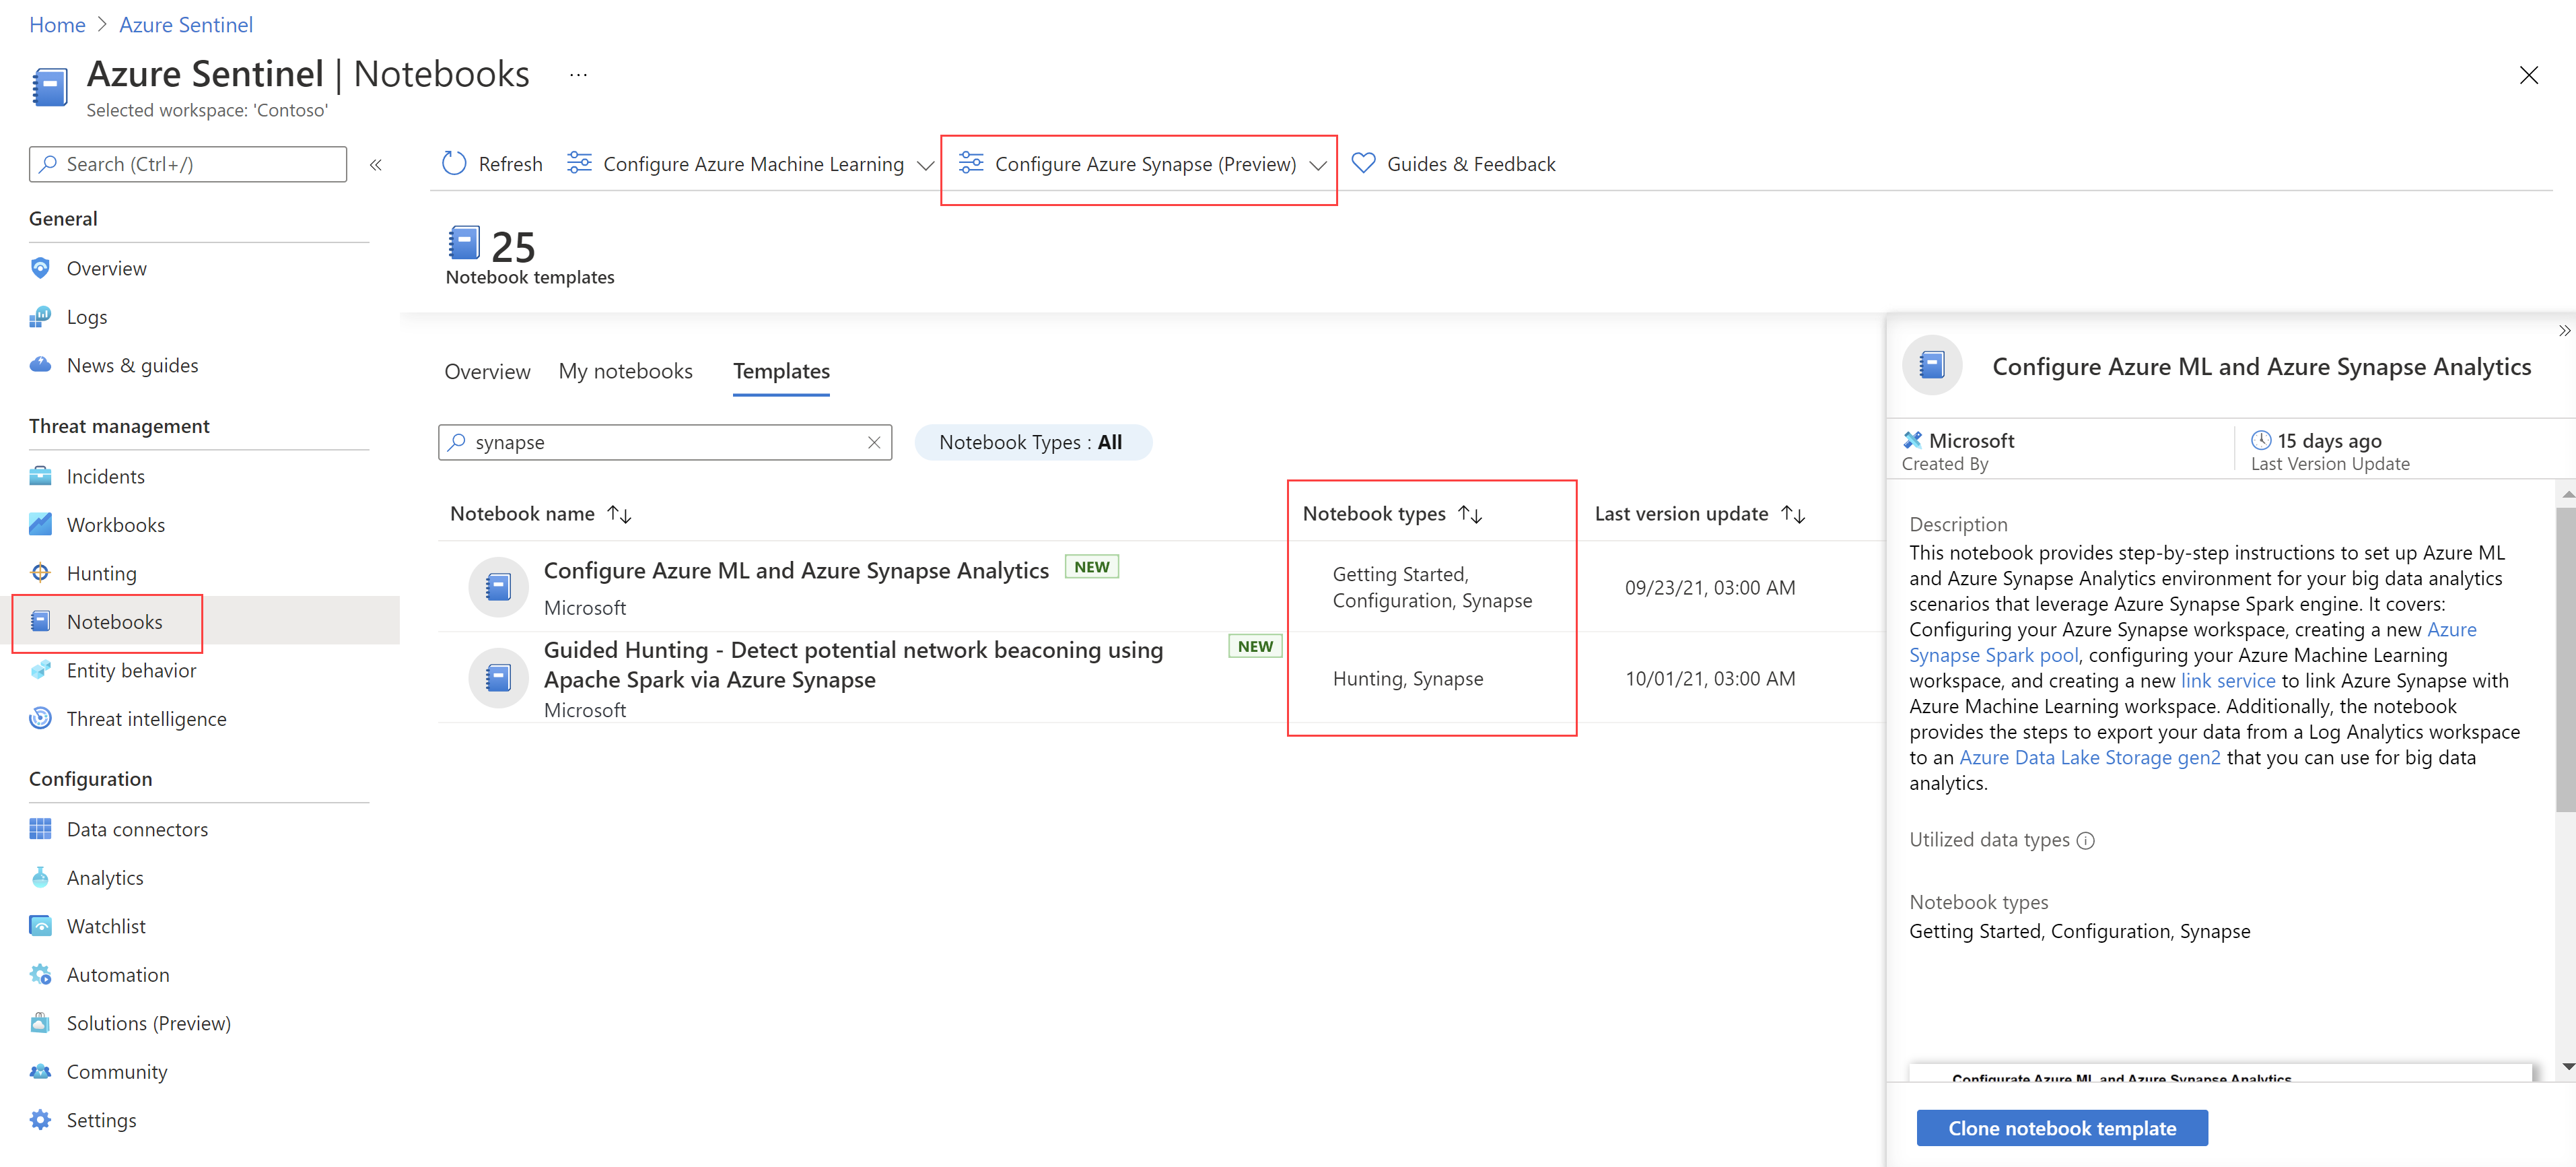 Home > Azure Sentinel
Azure Sentinel | Notebooks ...
Selected workspace: 'Contoso'
Search (Ctrl+/)
«
General
Overview
Logs
News & guides
Threat management
Incidents
Workbooks
Hunting
Notebooks
Entity behavior
Threat intelligence
Configuration
Data connectors
Analytics
Watchlist
Automation
Solutions (Preview)
Community
Settings
Refresh
Configure Azure Machine Learning
Configure Azure Synapse (Preview)
Guides & Feedback
25
Notebook templates
Overview
My notebooks
Templates
synapse
Notebook Types : All
Notebook name
Notebook types
Last version update
Configure Azure ML and Azure Synapse Analytics
NEW
Microsoft
Getting Started,
Configuration, Synapse
09/23/21, 03:00 AM
Guided Hunting - Detect potential network beaconing using
Apache Spark via Azure Synapse
NEW
Microsoft
Hunting, Synapse
10/01/21, 03:00 AM
»
Configure Azure ML and Azure Synapse Analytics
Microsoft
Created By
15 days ago
Last Version Update
Description
This notebook provides step-by-step instructions to set up Azure ML
and Azure Synapse Analytics environment for your big data analytics
scenarios that leverage Azure Synapse Spark engine. It covers:
Configuring your Azure Synapse workspace, creating a new Azure
Synapse Spark pool, configuring your Azure Machine Learning
workspace, and creating a new link service to link Azure Synapse with
Azure Machine Learning workspace. Additionally, the notebook
provides the steps to export your data from a Log Analytics workspace
to an Azure Data Lake Storage gen2 that you can use for big data
analytics.
Utilized data types
Notebook types
Getting Started, Configuration, Synapse
Configurate Azure ML and Azure Synapse Analytics
Clone notebook template